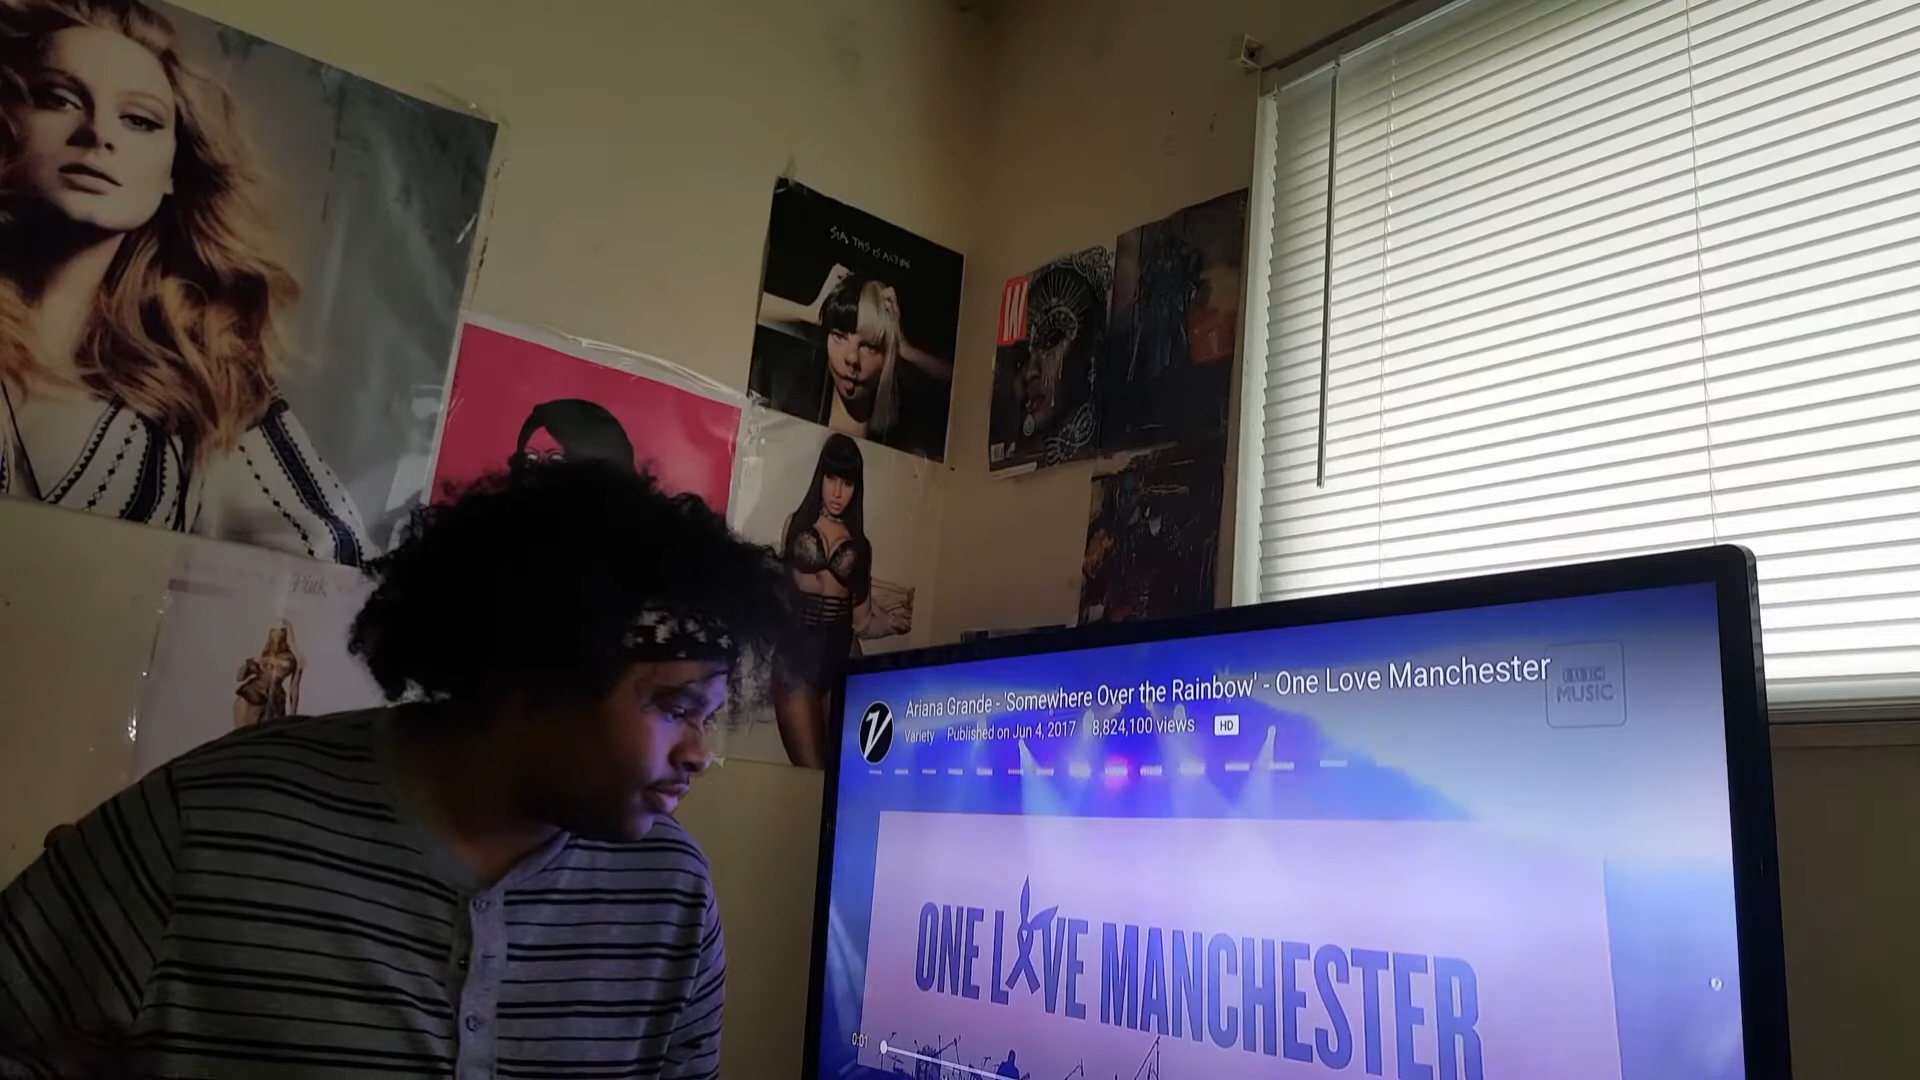 SIA THIS IS ACTING
W
Pink
Ariana Grande - 'Somewhere Over the Rainbow' - One Love Manchester
Variety Published on Jun 4, 2017 8,824,100 views HD
BBC
MUSIC
ONE LOVE MANCHESTER
0:01